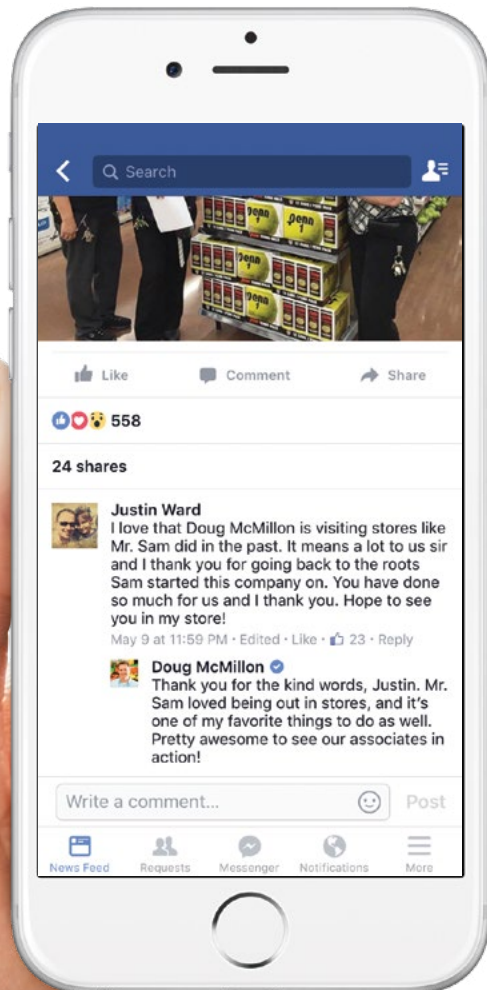 Search
Penn
Penn
1
Penn
Penn
1
Like
Comment
Share
558
24 shares
Justin Ward
I love that Doug McMillon is visiting stores like
Mr. Sam did in the past. It means a lot to us sir
and I thank you for going back to the roots
Sam started this company on. You have done
so much for us and I thank you. Hope to see
you in my store!
May 9 at 11:59 PM · Edited · Like · 23 · Reply
Doug McMillon
Thank you for the kind words, Justin. Mr.
Sam loved being out in stores, and it's
one of my favorite things to do as well.
Pretty awesome to see our associates in
action!
Write a comment...
Post
News Feed
Requests
Messenger
Notifications
More